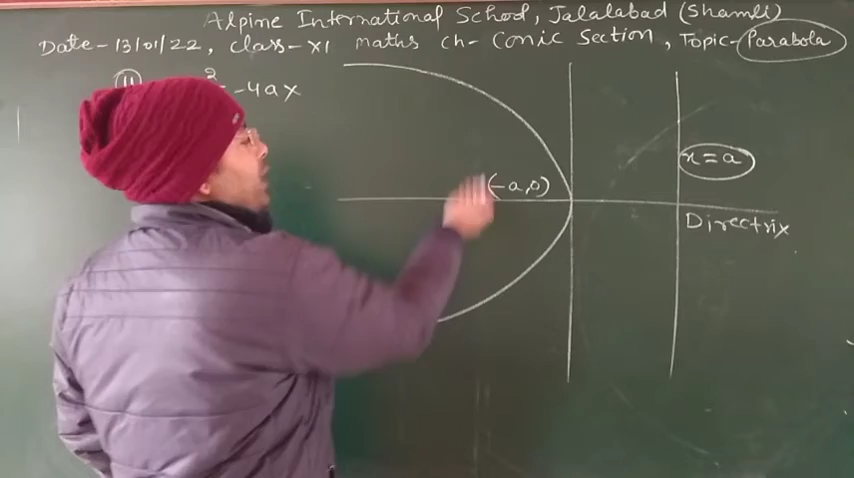 Alpine International School, Jalalabad (Shamli)
Date-13/01/22, class-XI maths ch- Conic Section, Topic-Parabola
2
-4ax
(-a,0)
x=a
Directrix